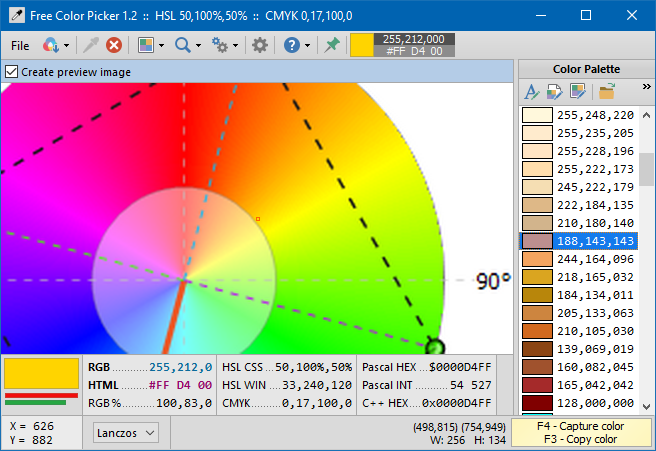 Free Color Picker 1.2 :: HSL 50,100%,50% :: CMYK 0,17,100,0
File
255,212,000
#FF D4 00
Create preview image
90°
Color Palette
255,248,220
255,235,205
255,228,196
255,222,173
245,222,179
222,184,135
210,180,140
188,143,143
244,164,096
218,165,032
184,134,011
205,133,063
210,105,030
139,069,019
160,082,045
165,042,042
128,000,000
RGB 255,212,0
HTML #FF D4 00
RGB% 100,83,0
HSL CSS 50,100%,50%
HSL WIN 33,240,120
CMYK 0,17,100,0
Pascal HEX $0000D4FF
Pascal INT 54 527
C++ HEX 0x0000D4FF
X = 626
Y = 882
Lanczos
(498,815) (754,949)
W: 256 H: 134
F4 - Capture color
F3 - Copy color